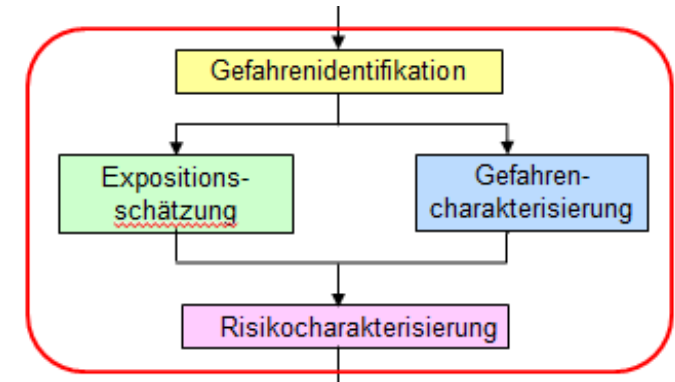 Gefahrenidentifikation
Expositions-
schätzung
Gefahren-
charakterisierung
Risikocharakterisierung